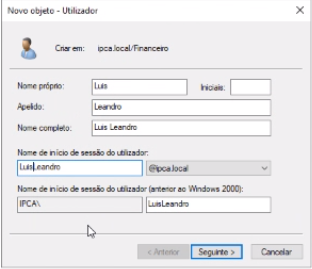 Novo objeto - Utilizador
Criar em: ipca.local/Financeiro
Nome próprio: Luis Iniciais:
Apelido: Leandro
Nome completo: Luis Leandro
Nome de início de sessão do utilizador:
LuisLeandro @ipca.local
Nome de início de sessão do utilizador (anterior ao Windows 2000):
IPCA\ LuisLeandro
< Anterior Seguinte > Cancelar